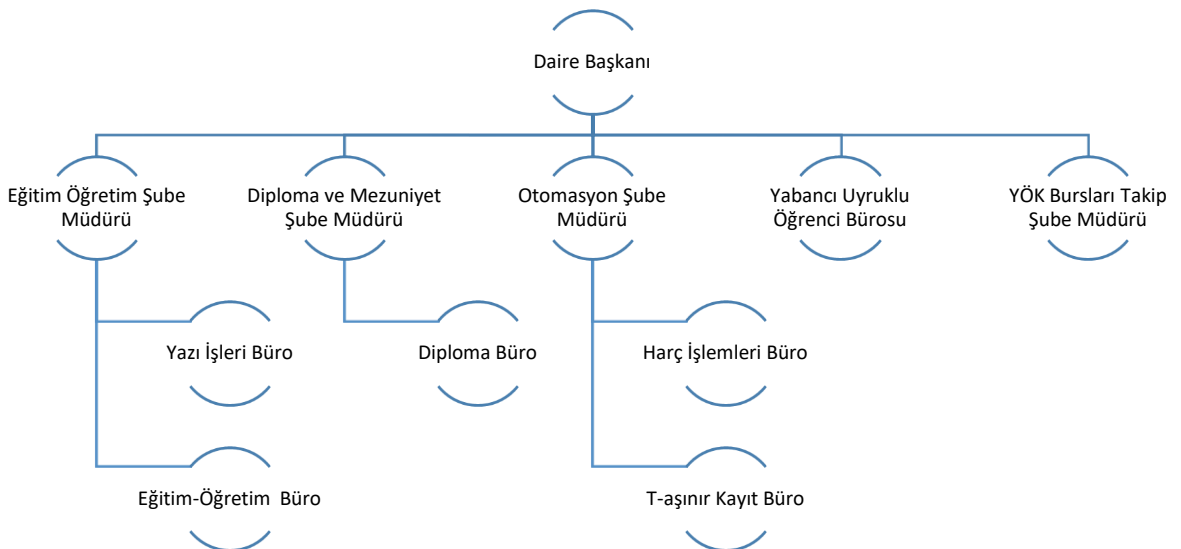 Daire Başkanı
Eğitim Öğretim Şube
Müdürü
Diploma ve Mezuniyet
Şube Müdürü
Otomasyon Şube
Müdürü
Yabancı Uyruklu
Öğrenci Bürosu
YÖK Bursları Takip
Şube Müdürü
Yazı İşleri Büro
Diploma Büro
Harç İşlemleri Büro
Eğitim-Öğretim  Büro
T-aşınır Kayıt Büro